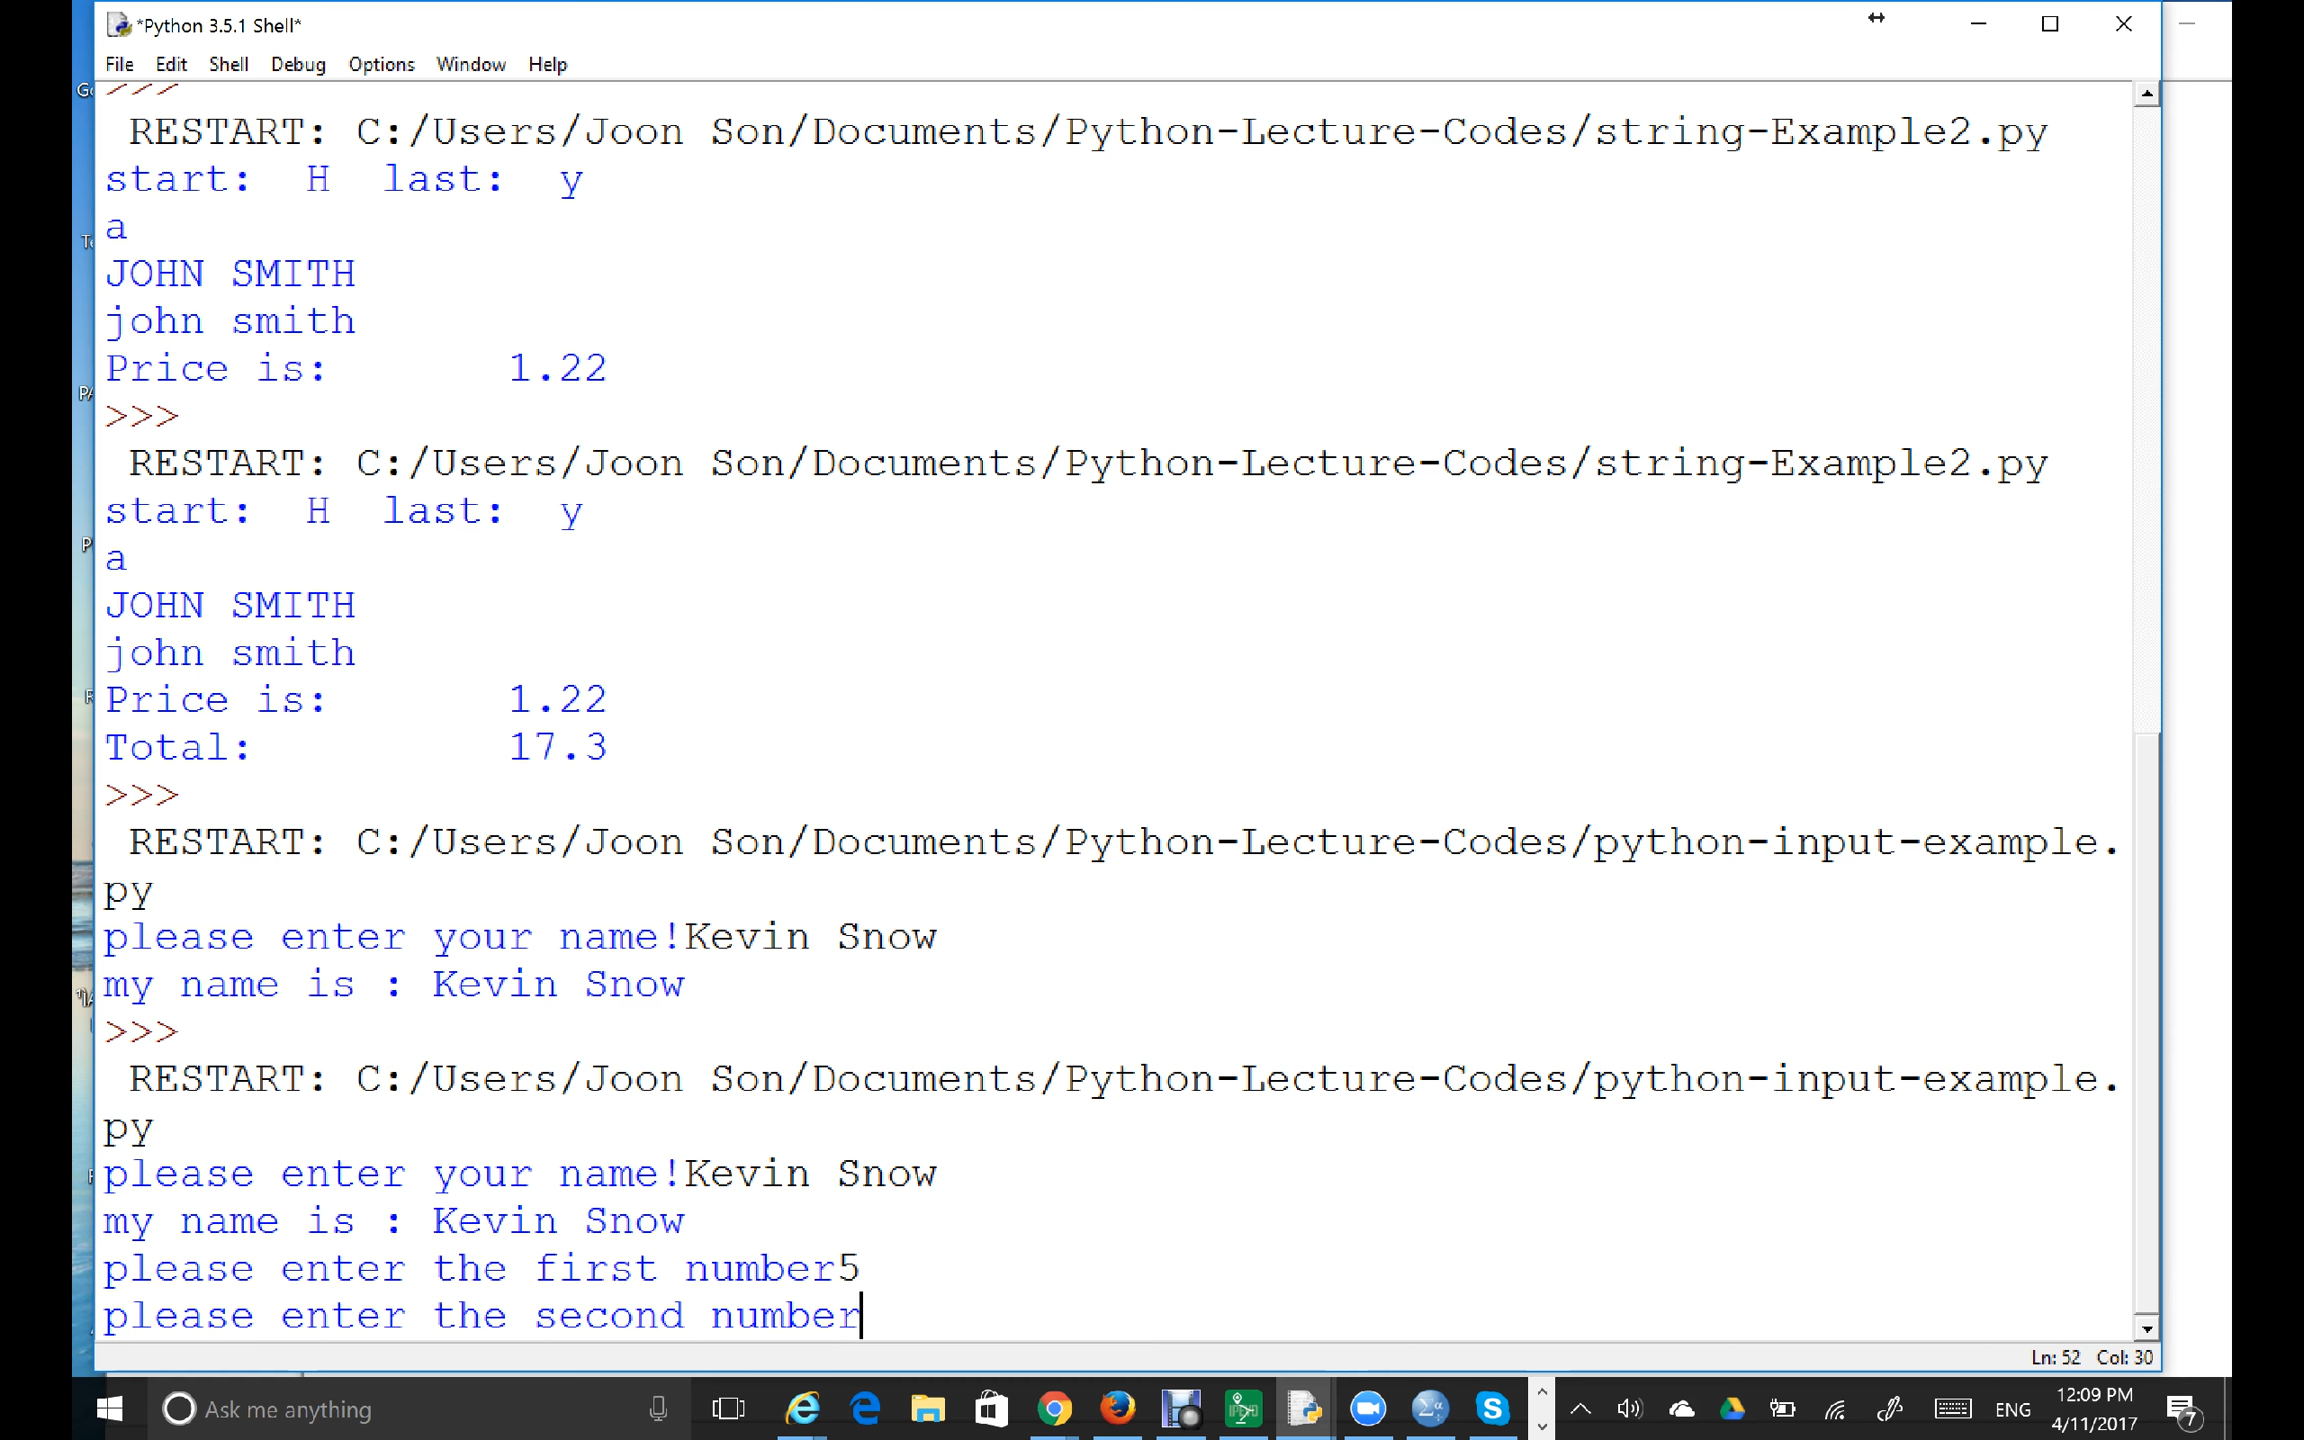 *Python 3.5.1 Shell*
File Edit Shell Debug Options Window Help
>>>
RESTART: C:/Users/Joon Son/Documents/Python-Lecture-Codes/string-Example2.py
start:  H  last:  y
a
JOHN SMITH
john smith
Price is:       1.22
>>>
RESTART: C:/Users/Joon Son/Documents/Python-Lecture-Codes/string-Example2.py
start:  H  last:  y
a
JOHN SMITH
john smith
Price is:       1.22
Total:          17.3
>>>
RESTART: C:/Users/Joon Son/Documents/Python-Lecture-Codes/python-input-example.
py
please enter your name!Kevin Snow
my name is : Kevin Snow
>>>
RESTART: C:/Users/Joon Son/Documents/Python-Lecture-Codes/python-input-example.
py
please enter your name!Kevin Snow
my name is : Kevin Snow
please enter the first number5
please enter the second number
Ln: 52 Col: 30
Ask me anything
ENG
12:09 PM
4/11/2017
7